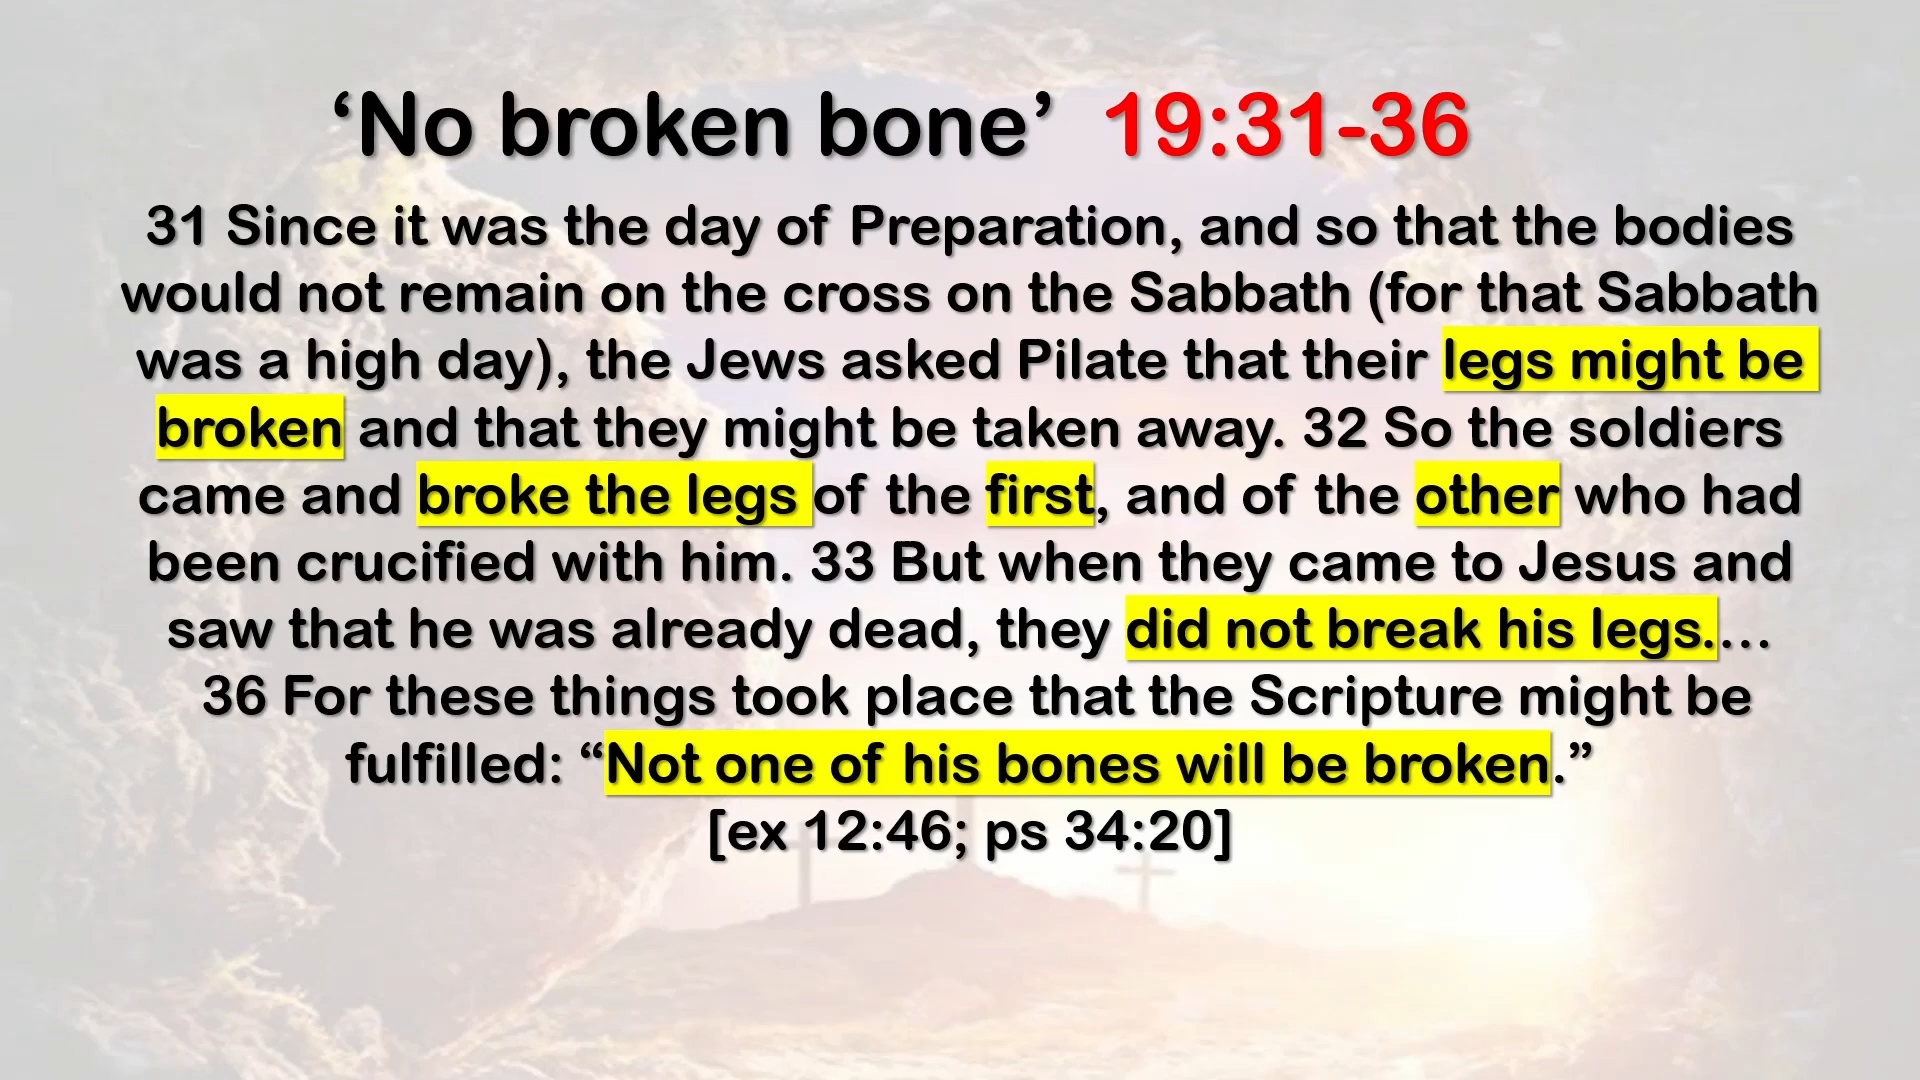 ‘No broken bone’ 19:31-36
31 Since it was the day of Preparation, and so that the bodies
would not remain on the cross on the Sabbath (for that Sabbath
was a high day), the Jews asked Pilate that their legs might be
broken and that they might be taken away. 32 So the soldiers
came and broke the legs of the first, and of the other who had
been crucified with him. 33 But when they came to Jesus and
saw that he was already dead, they did not break his legs.…
36 For these things took place that the Scripture might be
fulfilled: “Not one of his bones will be broken.”
[ex 12:46; ps 34:20]